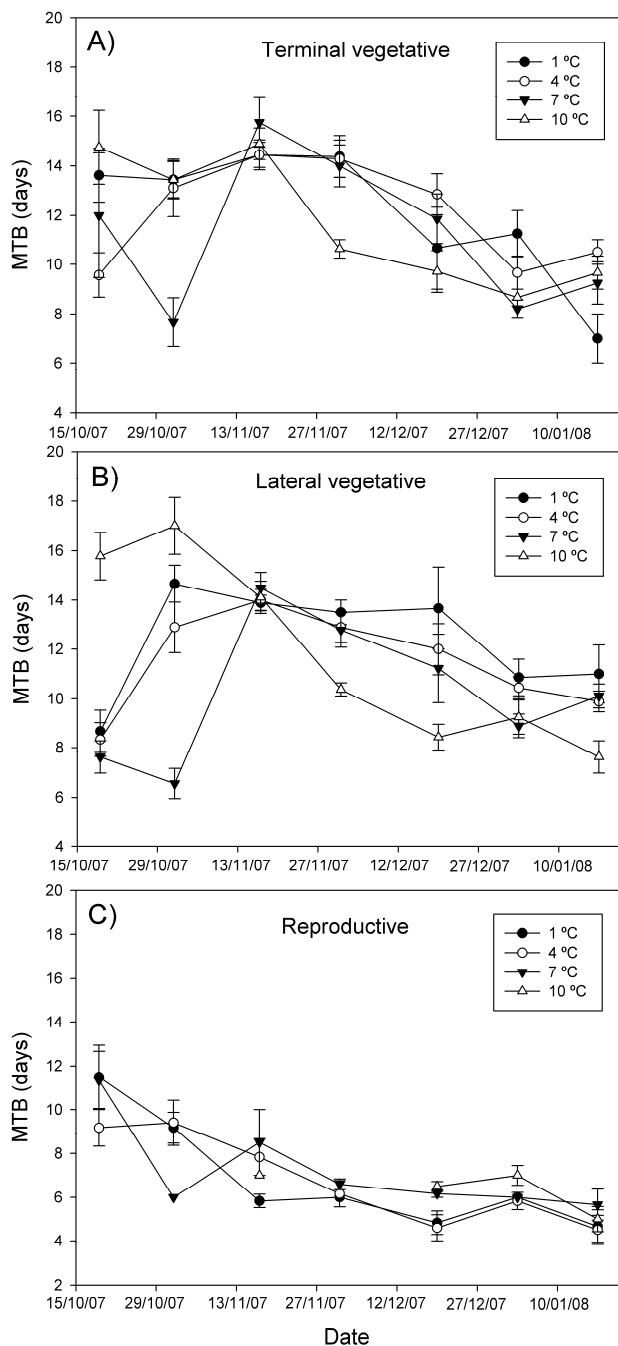 A)
Terminal vegetative
1 ºC
4 ºC
7 ºC
10 ºC
MTB (days)
20
18
16
14
12
10
8
6
4
15/10/07 29/10/07 13/11/07 27/11/07 12/12/07 27/12/07 10/01/08
B)
Lateral vegetative
1 ºC
4 ºC
7 ºC
10 ºC
MTB (days)
20
18
16
14
12
10
8
6
4
15/10/07 29/10/07 13/11/07 27/11/07 12/12/07 27/12/07 10/01/08
C)
Reproductive
1 ºC
4 ºC
7 ºC
10 ºC
MTB (days)
20
18
16
14
12
10
8
6
4
2
15/10/07 29/10/07 13/11/07 27/11/07 12/12/07 27/12/07 10/01/08
Date